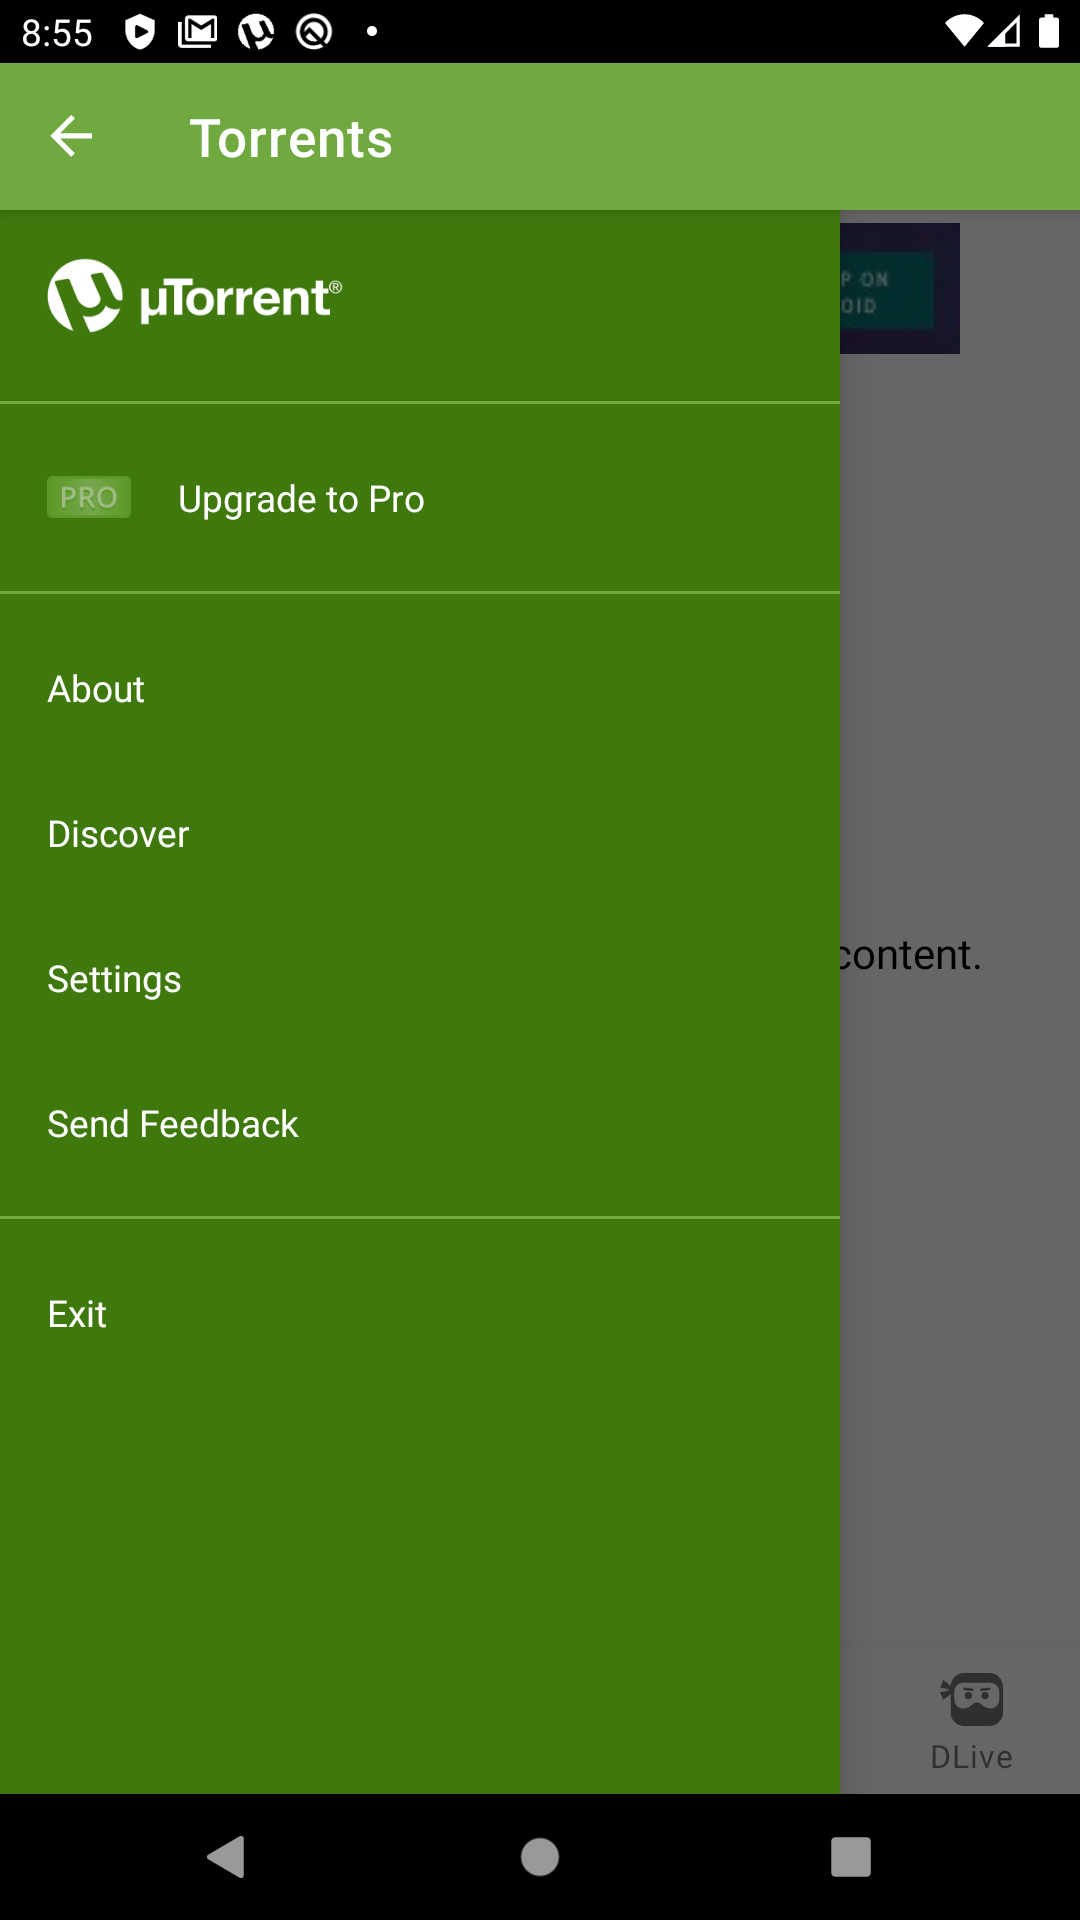 8:55
Torrents
µTorrent®
P ON
OID
PRO
Upgrade to Pro
About
Discover
content.
Settings
Send Feedback
Exit
DLive